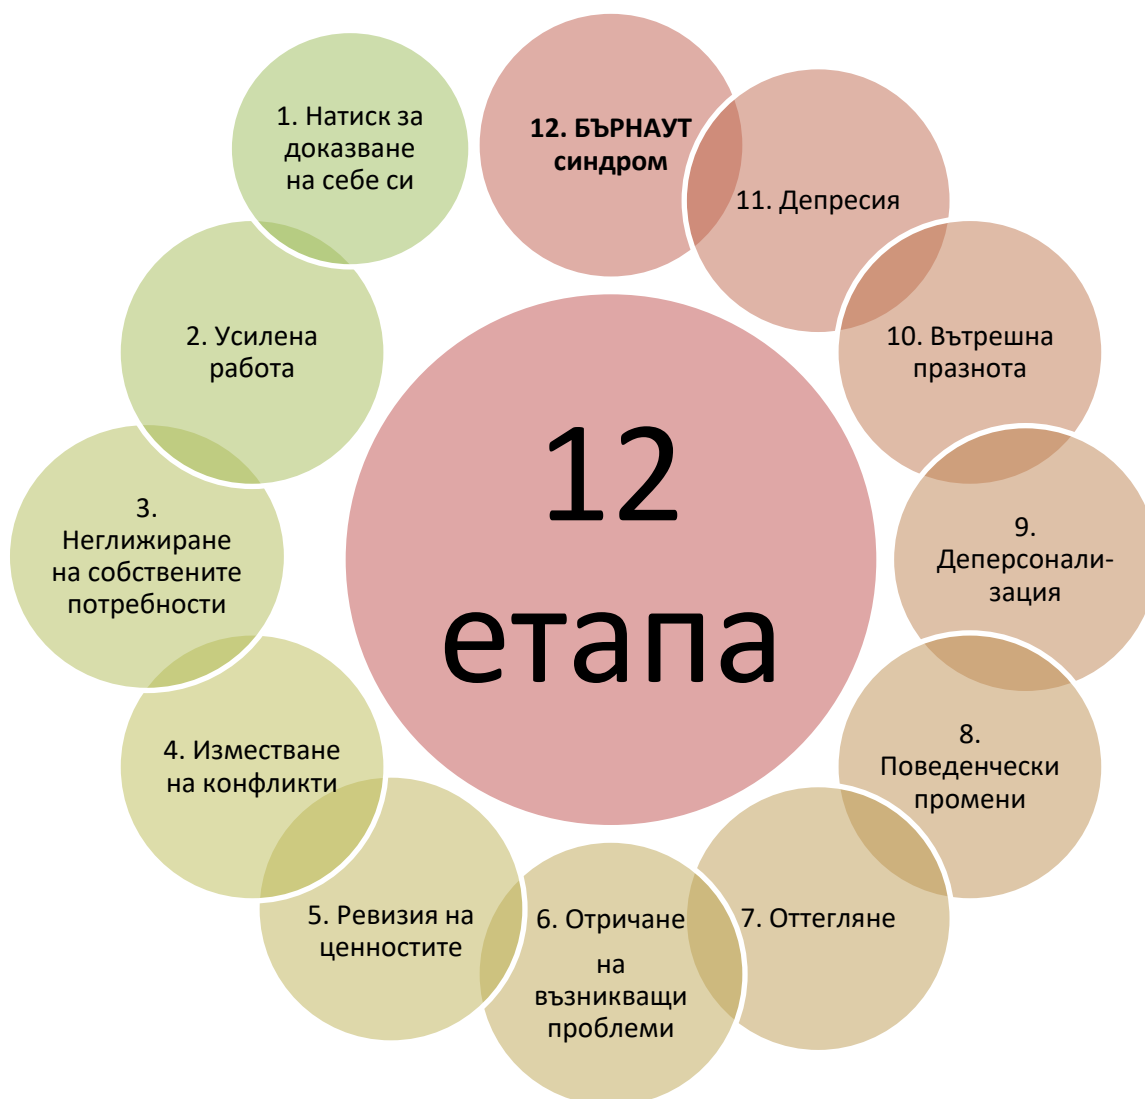 12
етапа
1. Натиск за
доказване
на себе си
2. Усилена
работа
3.
Неглижиране
на собствените
потребности
4. Изместване
на конфликти
5. Ревизия на
ценностите
6. Отричане
на
възникващи
проблеми
7. Оттегляне
8.
Поведенчески
промени
9.
Деперсонали-
зация
10. Вътрешна
празнота
11. Депресия
12. БЪРНАУТ
синдром